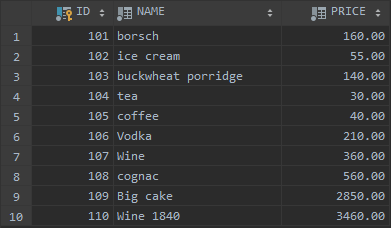 ID NAME PRICE
1 101 borsch 160.00
2 102 ice cream 55.00
3 103 buckwheat porridge 140.00
4 104 tea 30.00
5 105 coffee 40.00
6 106 Vodka 210.00
7 107 Wine 360.00
8 108 cognac 560.00
9 109 Big cake 2850.00
10 110 Wine 1840 3460.00